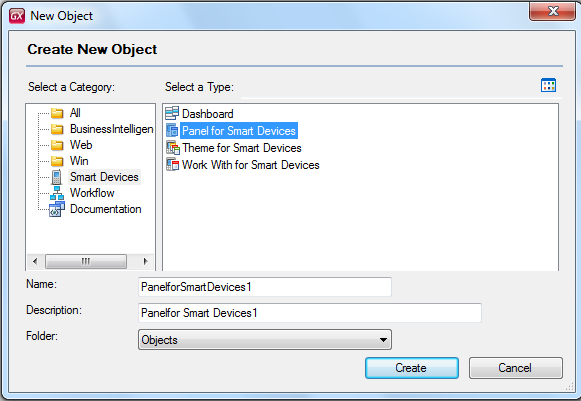 GX New Object
Create New Object
Select a Category:
Select a Type:
All
BusinessIntelligen
Web
Win
Smart Devices
Workflow
Documentation
Dashboard
Panel for Smart Devices
Theme for Smart Devices
Work With for Smart Devices
Name:
PanelforSmartDevices1
Description:
Panelfor Smart Devices1
Folder:
Objects
Create
Cancel